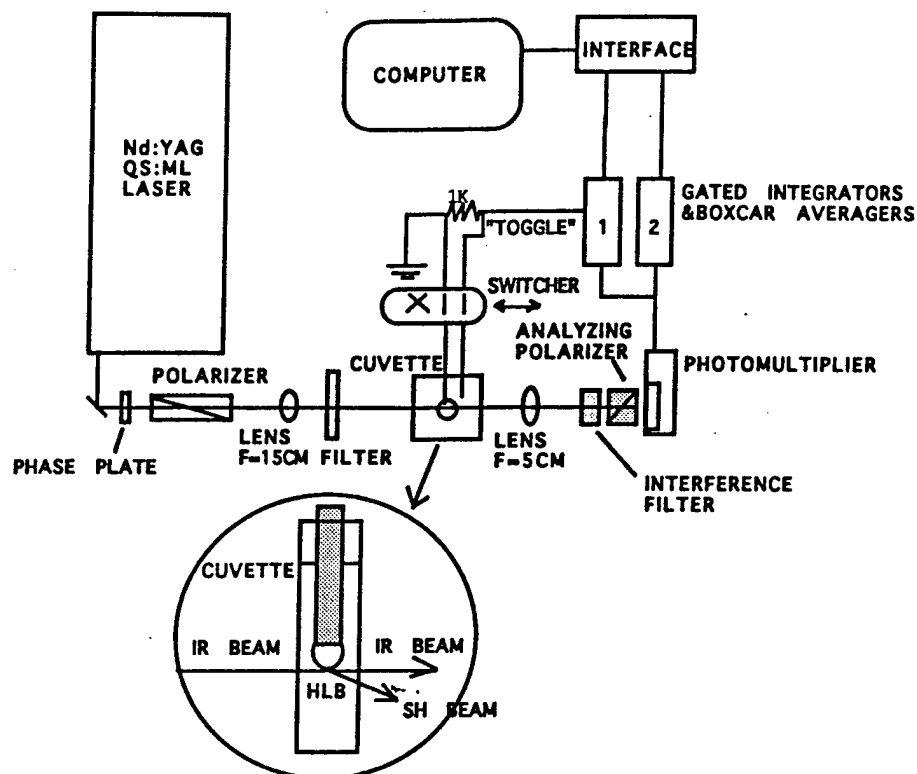 COMPUTER
INTERFACE
Nd:YAG
QS:ML
LASER
1K
"TOGGLE"
1
2
GATED INTEGRATORS
&BOXCAR AVERAGERS
SWITCHER
ANALYZING
POLARIZER
CUVETTE
PHOTOMULTIPLIER
POLARIZER
PHASE PLATE
LENS
F=15CM
FILTER
LENS
F=5CM
INTERFERENCE
FILTER
CUVETTE
IR BEAM
IR BEAM
HLB
SH BEAM